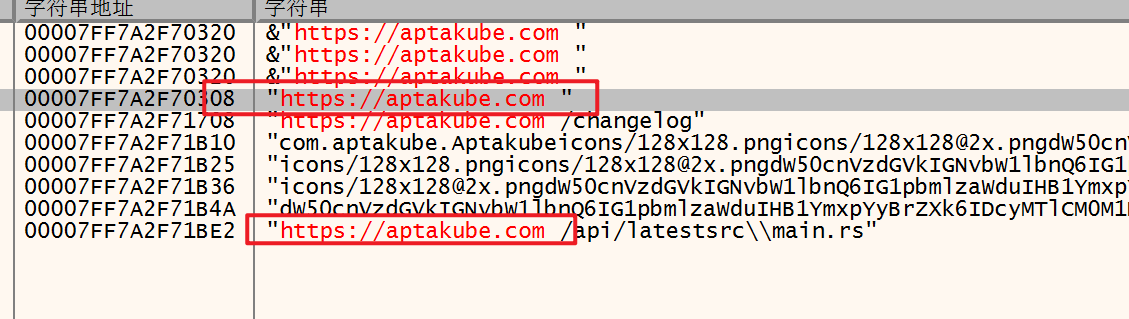 字符串地址 字符串
00007FF7A2F70320 &"https://aptakube.com "
00007FF7A2F70320 &"https://aptakube.com "
00007FF7A2F70320 &"https://aptakube.com "
00007FF7A2F70308 "https://aptakube.com "
00007FF7A2F71708 "https://aptakube.com /changelog"
00007FF7A2F71B10 "com.aptakube.Aptakubeicons/128x128.pngicons/128x128@2x.pngdW50cnVzdGVkIGNvbW1lbnQ6IG1
00007FF7A2F71B25 "icons/128x128.pngicons/128x128@2x.pngdW50cnVzdGVkIGNvbW1lbnQ6IG1
00007FF7A2F71B36 "icons/128x128@2x.pngdW50cnVzdGVkIGNvbW1lbnQ6IG1pbmlzaWduIHB1YmxpY
00007FF7A2F71B4A "dW50cnVzdGVkIGNvbW1lbnQ6IG1pbmlzaWduIHB1YmxpYyBrZXk6IDcyMTlCM0M1
00007FF7A2F71BE2 "https://aptakube.com /api/latestsrc\\main.rs"